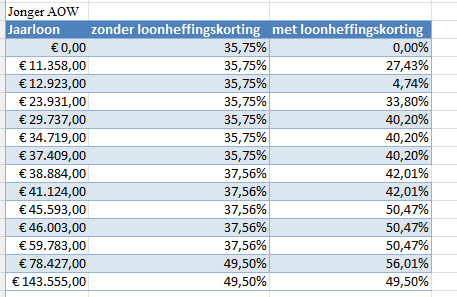 Jonger AOW
Jaarloon zonder loonheffingskorting met loonheffingskorting
€ 0,00 35,75% 0,00%
€ 11.358,00 35,75% 27,43%
€ 12.923,00 35,75% 4,74%
€ 23.931,00 35,75% 33,80%
€ 29.737,00 35,75% 40,20%
€ 34.719,00 35,75% 40,20%
€ 37.409,00 35,75% 40,20%
€ 38.884,00 37,56% 42,01%
€ 41.124,00 37,56% 42,01%
€ 45.593,00 37,56% 50,47%
€ 46.003,00 37,56% 50,47%
€ 59.783,00 37,56% 50,47%
€ 78.427,00 49,50% 56,01%
€ 143.555,00 49,50% 49,50%